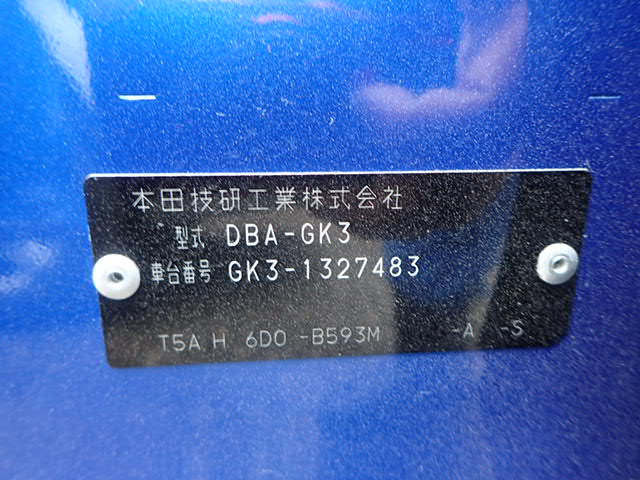 本田技研工業株式会社
型式 DBA-GK3
車台番号 GK3-1327483
T5A H 6D0 -B593M -A -S